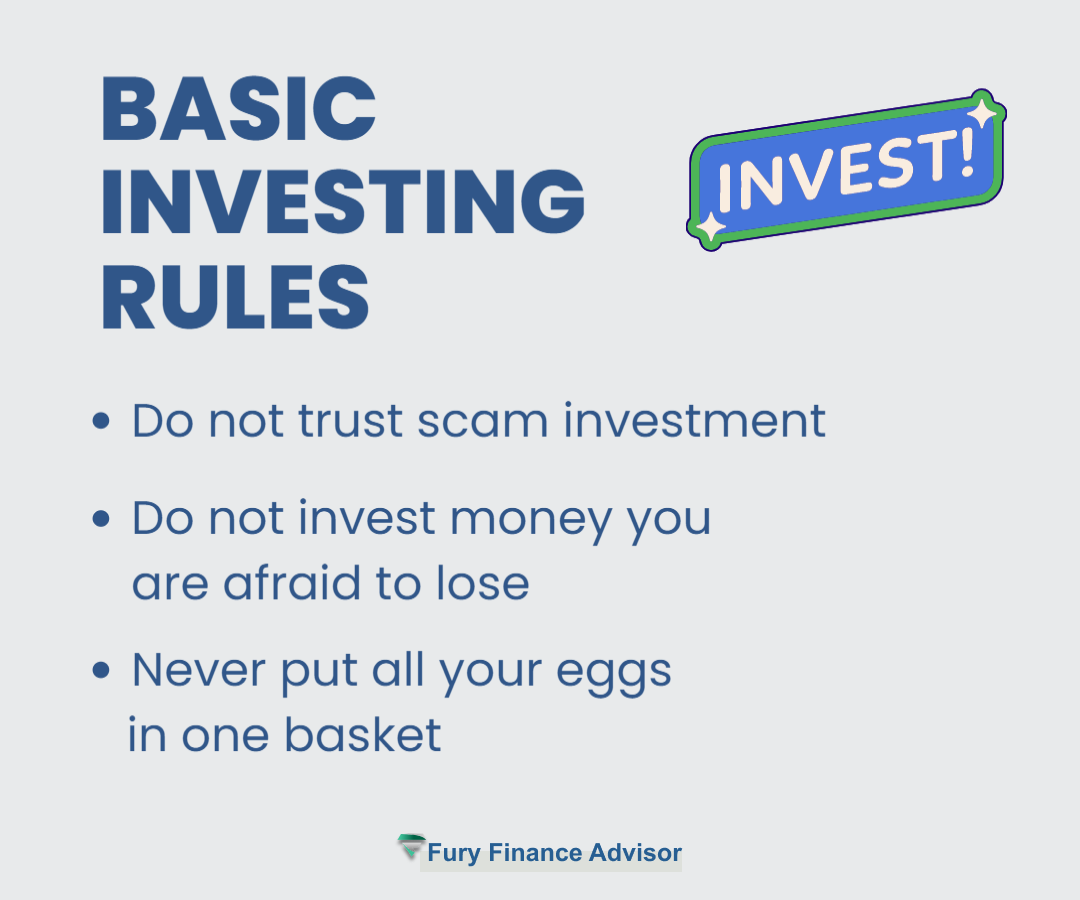 BASIC
INVESTING
RULES
INVEST!
• Do not trust scam investment
• Do not invest money you
are afraid to lose
• Never put all your eggs
in one basket
Fury Finance Advisor